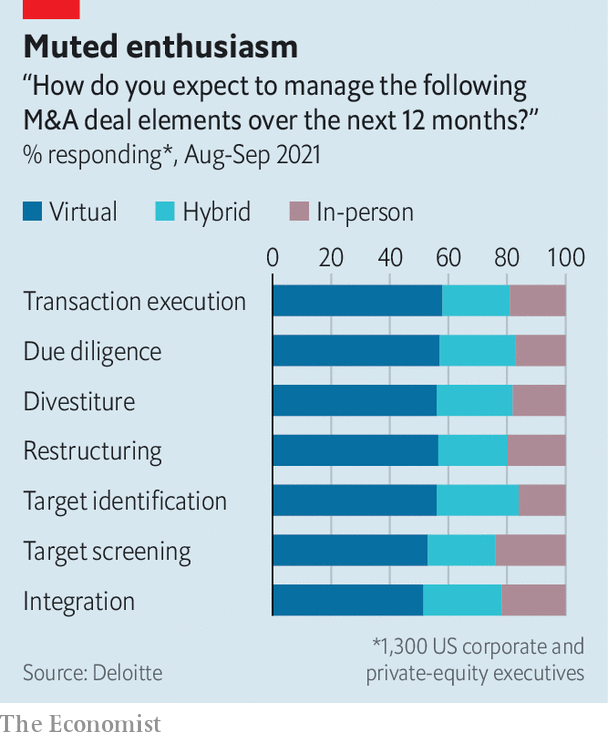 Muted enthusiasm
“How do you expect to manage the following
M&A deal elements over the next 12 months?”
% responding*, Aug-Sep 2021
Virtual Hybrid In-person
0 20 40 60 80 100
Transaction execution
Due diligence
Divestiture
Restructuring
Target identification
Target screening
Integration
*1,300 US corporate and
private-equity executives
Source: Deloitte
The Economist